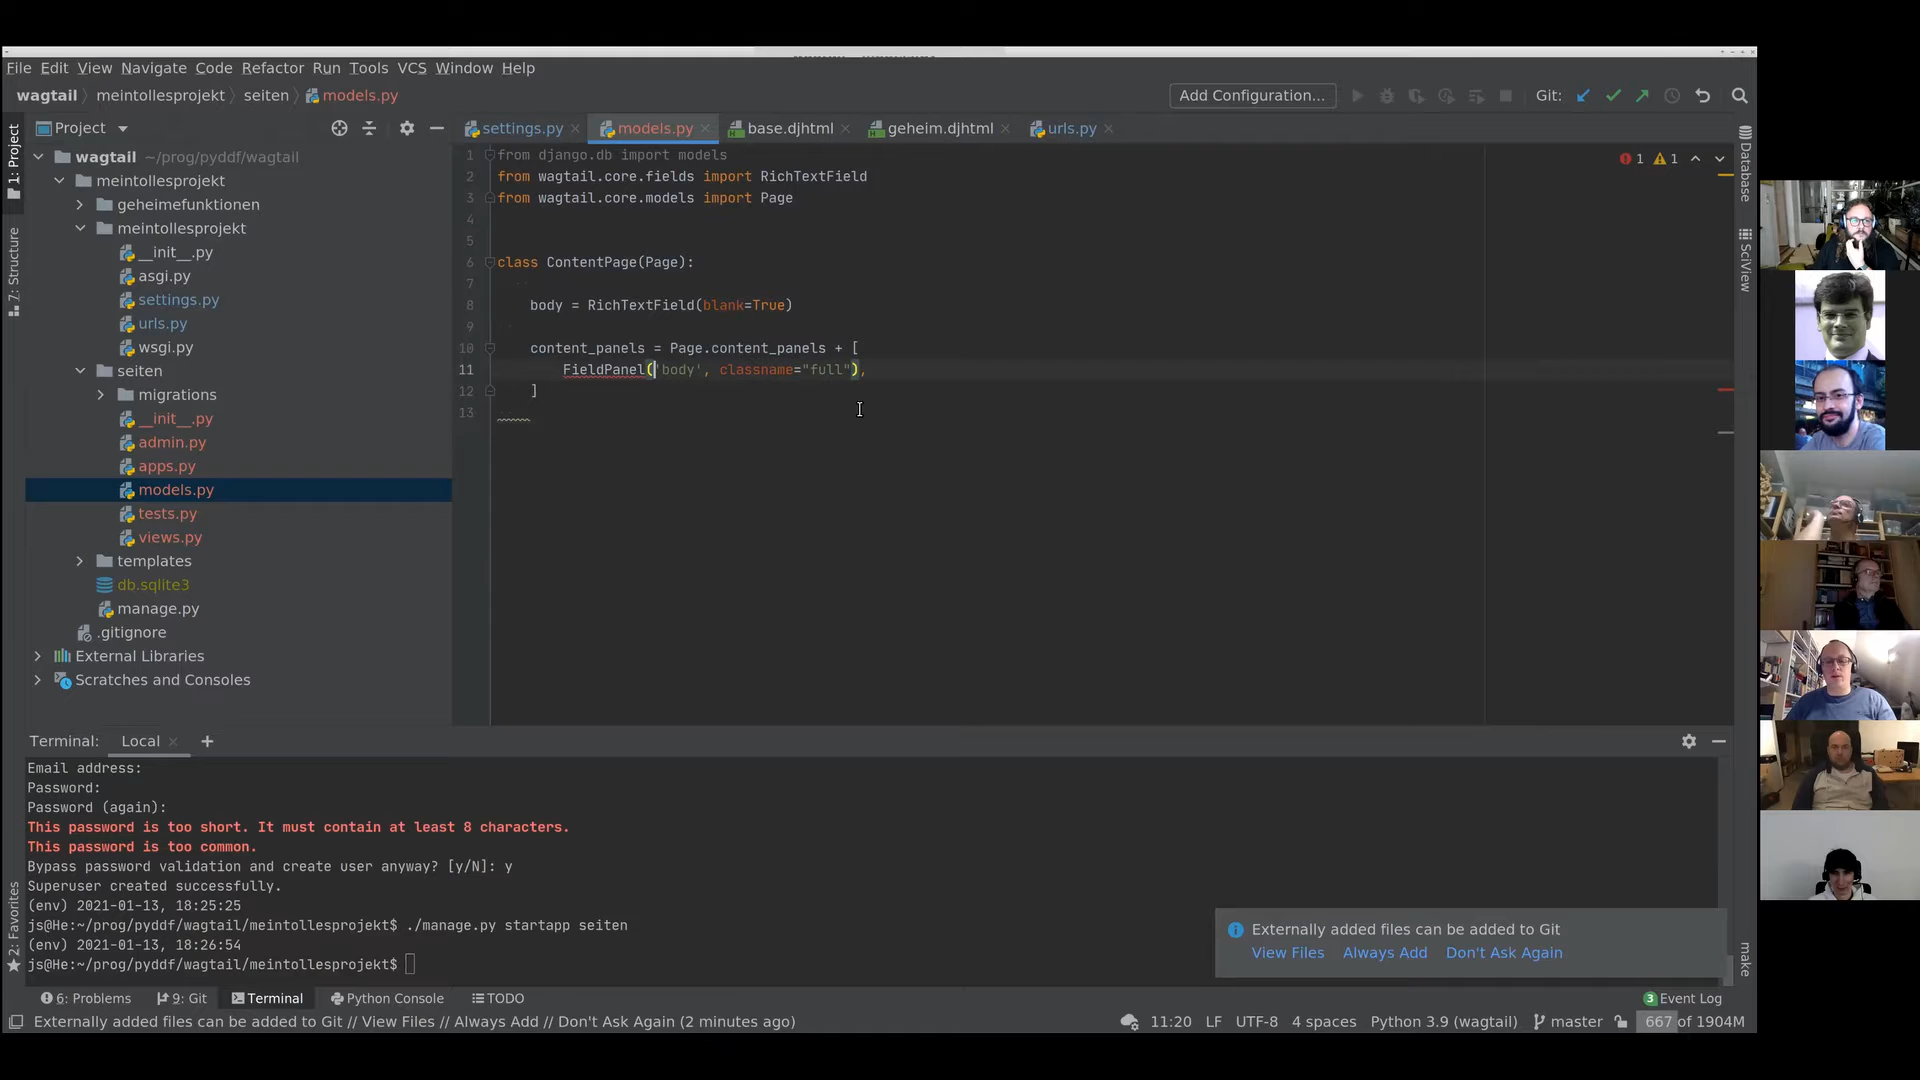 File Edit View Navigate Code Refactor Run Tools VCS Window Help
wagtail meintollesprojekt seiten models.py
Add Configuration...
Git:
Project
settings.py
models.py
base.djhtml
geheim.djhtml
urls.py
1: Project
7: Structure
2: Favorites
wagtail ~/prog/pyddf/wagtail
meintollesprojekt
geheimefunktionen
meintollesprojekt
__init__.py
asgi.py
settings.py
urls.py
wsgi.py
seiten
migrations
__init__.py
admin.py
apps.py
models.py
tests.py
views.py
templates
db.sqlite3
manage.py
.gitignore
External Libraries
Scratches and Consoles
1 from django.db import models
2 from wagtail.core.fields import RichTextField
3 from wagtail.core.models import Page
4
5
6 class ContentPage(Page):
7
8 body = RichTextField(blank=True)
9
10 content_panels = Page.content_panels + [
11 FieldPanel('body', classname="full"),
12 ]
13
1 1
Database
SciView
make
Terminal: Local
Email address:
Password:
Password (again):
This password is too short. It must contain at least 8 characters.
This password is too common.
Bypass password validation and create user anyway? [y/N]: y
Superuser created successfully.
(env) 2021-01-13, 18:25:25
js@He:~/prog/pyddf/wagtail/meintollesprojekt$ ./manage.py startapp seiten
(env) 2021-01-13, 18:26:54
js@He:~/prog/pyddf/wagtail/meintollesprojekt$
Externally added files can be added to Git
View Files Always Add Don't Ask Again
6: Problems 9: Git Terminal Python Console TODO
3 Event Log
Externally added files can be added to Git // View Files // Always Add // Don't Ask Again (2 minutes ago)
11:20 LF UTF-8 4 spaces Python 3.9 (wagtail) master 667 of 1904M